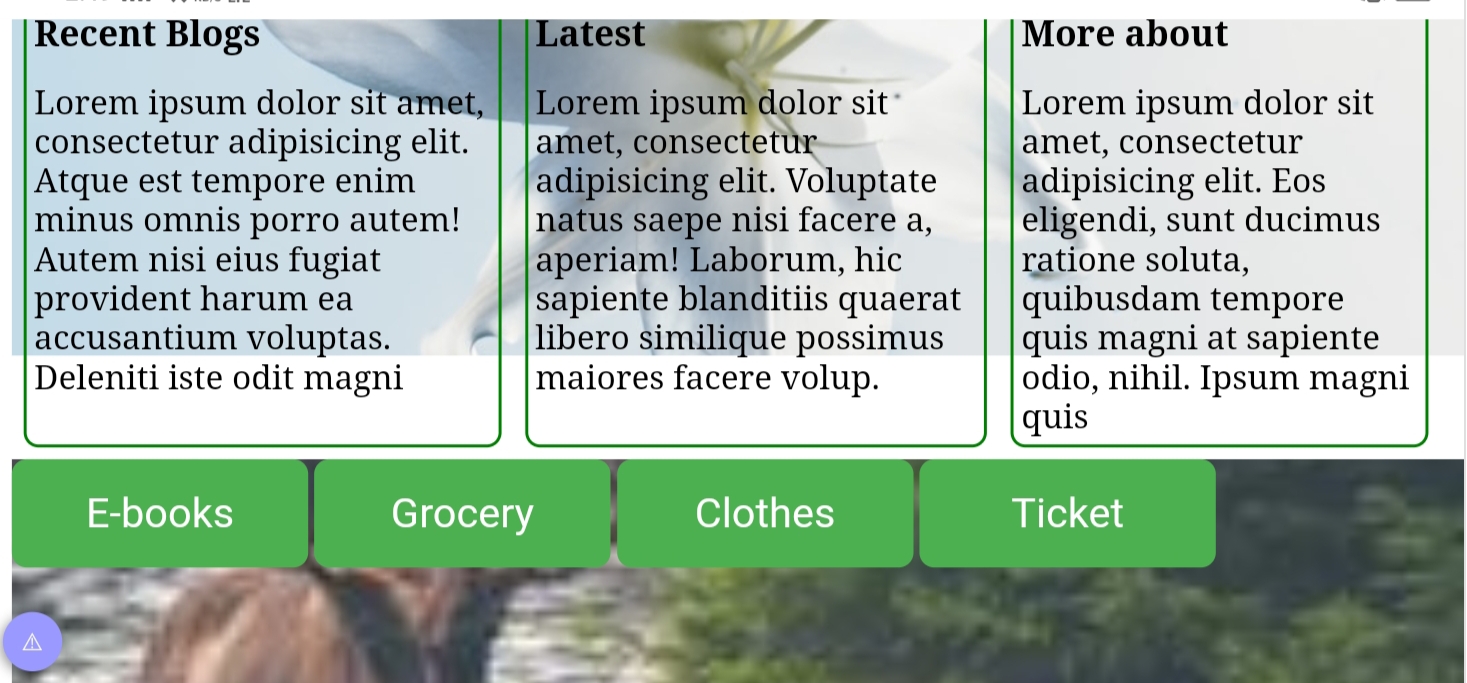 Recent Blogs
Lorem ipsum dolor sit amet,
consectetur adipisicing elit.
Atque est tempore enim
minus omnis porro autem!
Autem nisi eius fugiat
provident harum ea
accusantium voluptas.
Deleniti iste odit magni
Latest
Lorem ipsum dolor sit
amet, consectetur
adipisicing elit. Voluptate
natus saepe nisi facere a,
aperiam! Laborum, hic
sapiente blanditiis quaerat
libero similique possimus
maiores facere volup.
More about
Lorem ipsum dolor sit
amet, consectetur
adipisicing elit. Eos
eligendi, sunt ducimus
ratione soluta,
quibusdam tempore
quis magni at sapiente
odio, nihil. Ipsum magni
quis
E-books Grocery Clothes Ticket